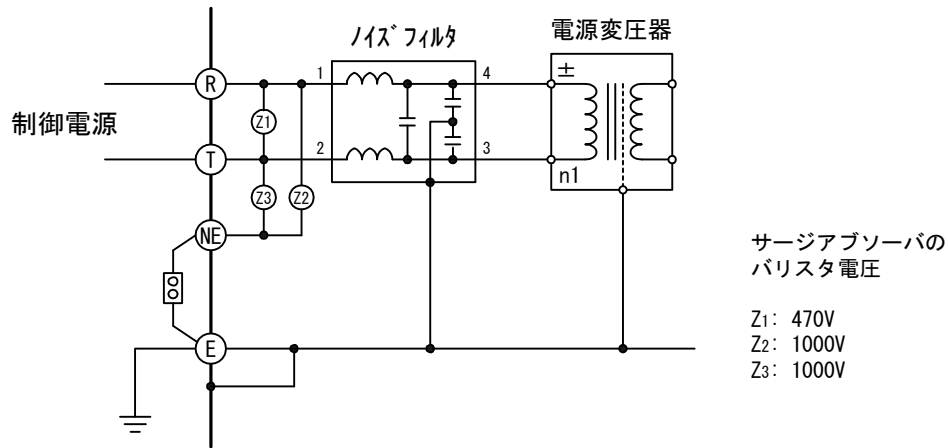 ノイズフィルタ
電源変圧器
制御電源
R
T
NE
E
Z1
Z3
Z2
1
2
4
3
±
n1
サージアブソーバの
バリスタ電圧
Z1: 470V
Z2: 1000V
Z3: 1000V